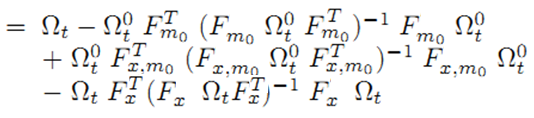 = Ω_t − Ω_t^0 F_{m_0}^T (F_{m_0} Ω_t^0 F_{m_0}^T)^{−1} F_{m_0} Ω_t^0
+ Ω_t^0 F_{x,m_0}^T (F_{x,m_0} Ω_t^0 F_{x,m_0}^T)^{−1} F_{x,m_0} Ω_t^0
− Ω_t F_x^T (F_x Ω_t F_x^T)^{−1} F_x Ω_t